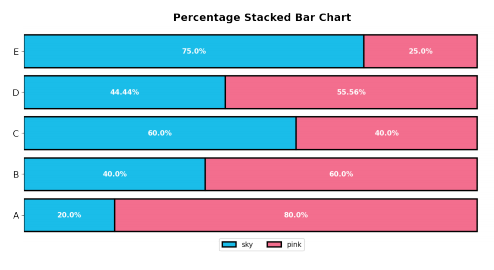 Percentage Stacked Bar Chart
E 75.0% 25.0%
D 44.44% 55.56%
C 60.0% 40.0%
B 40.0% 60.0%
A 20.0% 80.0%
sky pink